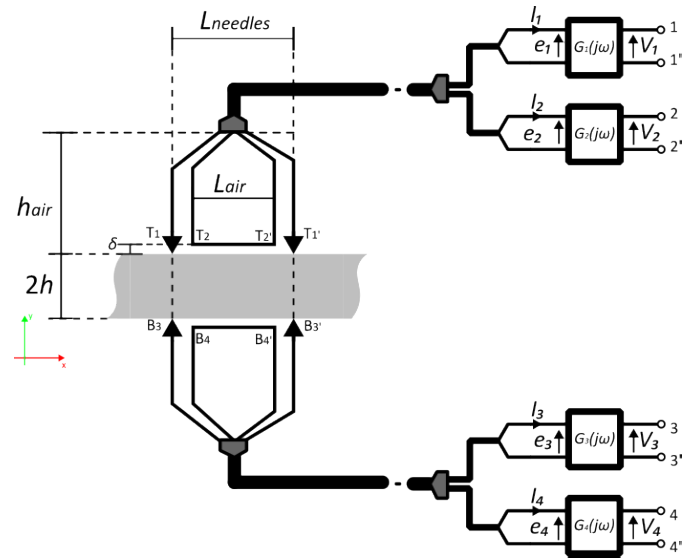 Lneedles
I1
e1
G1(jω)
V1
1
1''
I2
e2
G2(jω)
V2
2
2''
hair
Lair
T1
T2
T2'
T1'
δ
2h
B3
B4
B4'
B3'
Y
x
I3
e3
G3(jω)
V3
3
3''
I4
e4
G4(jω)
V4
4
4''